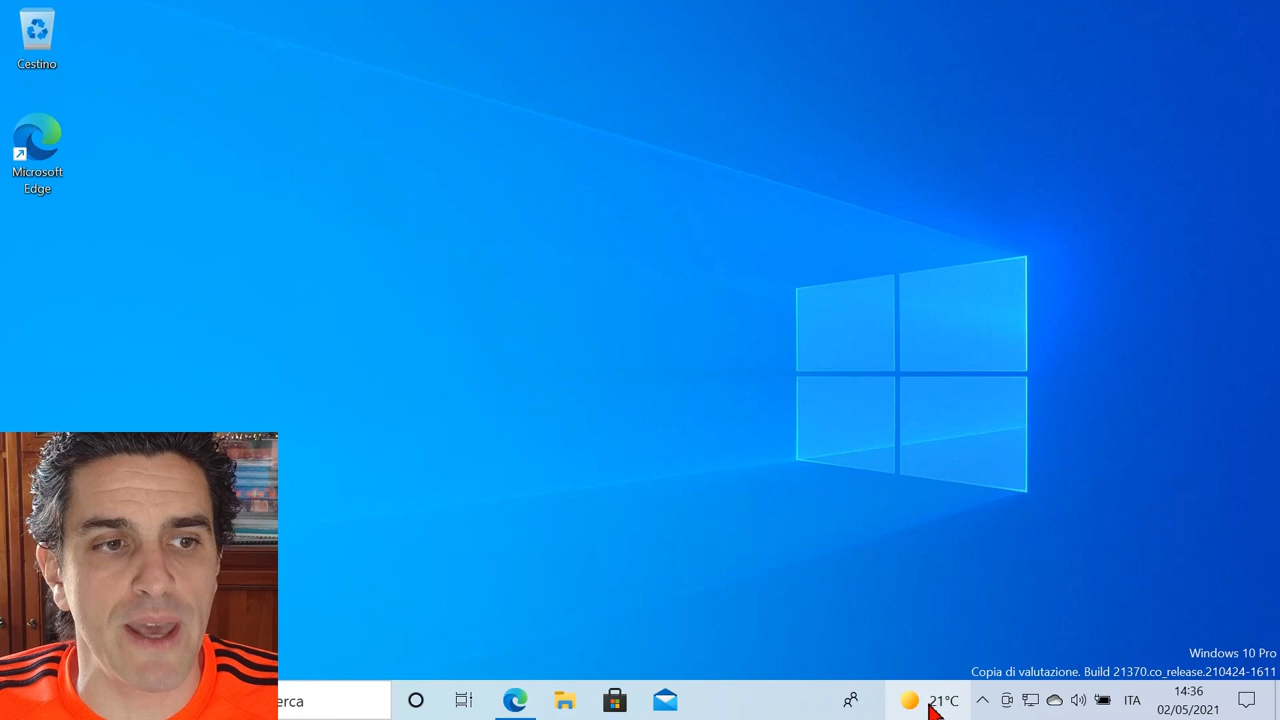 Cestino
Microsoft
Edge
Windows 10 Pro
Copia di valutazione. Build 21370.co_release.210424-1611
erca
21°C
ITA
14:36
02/05/2021